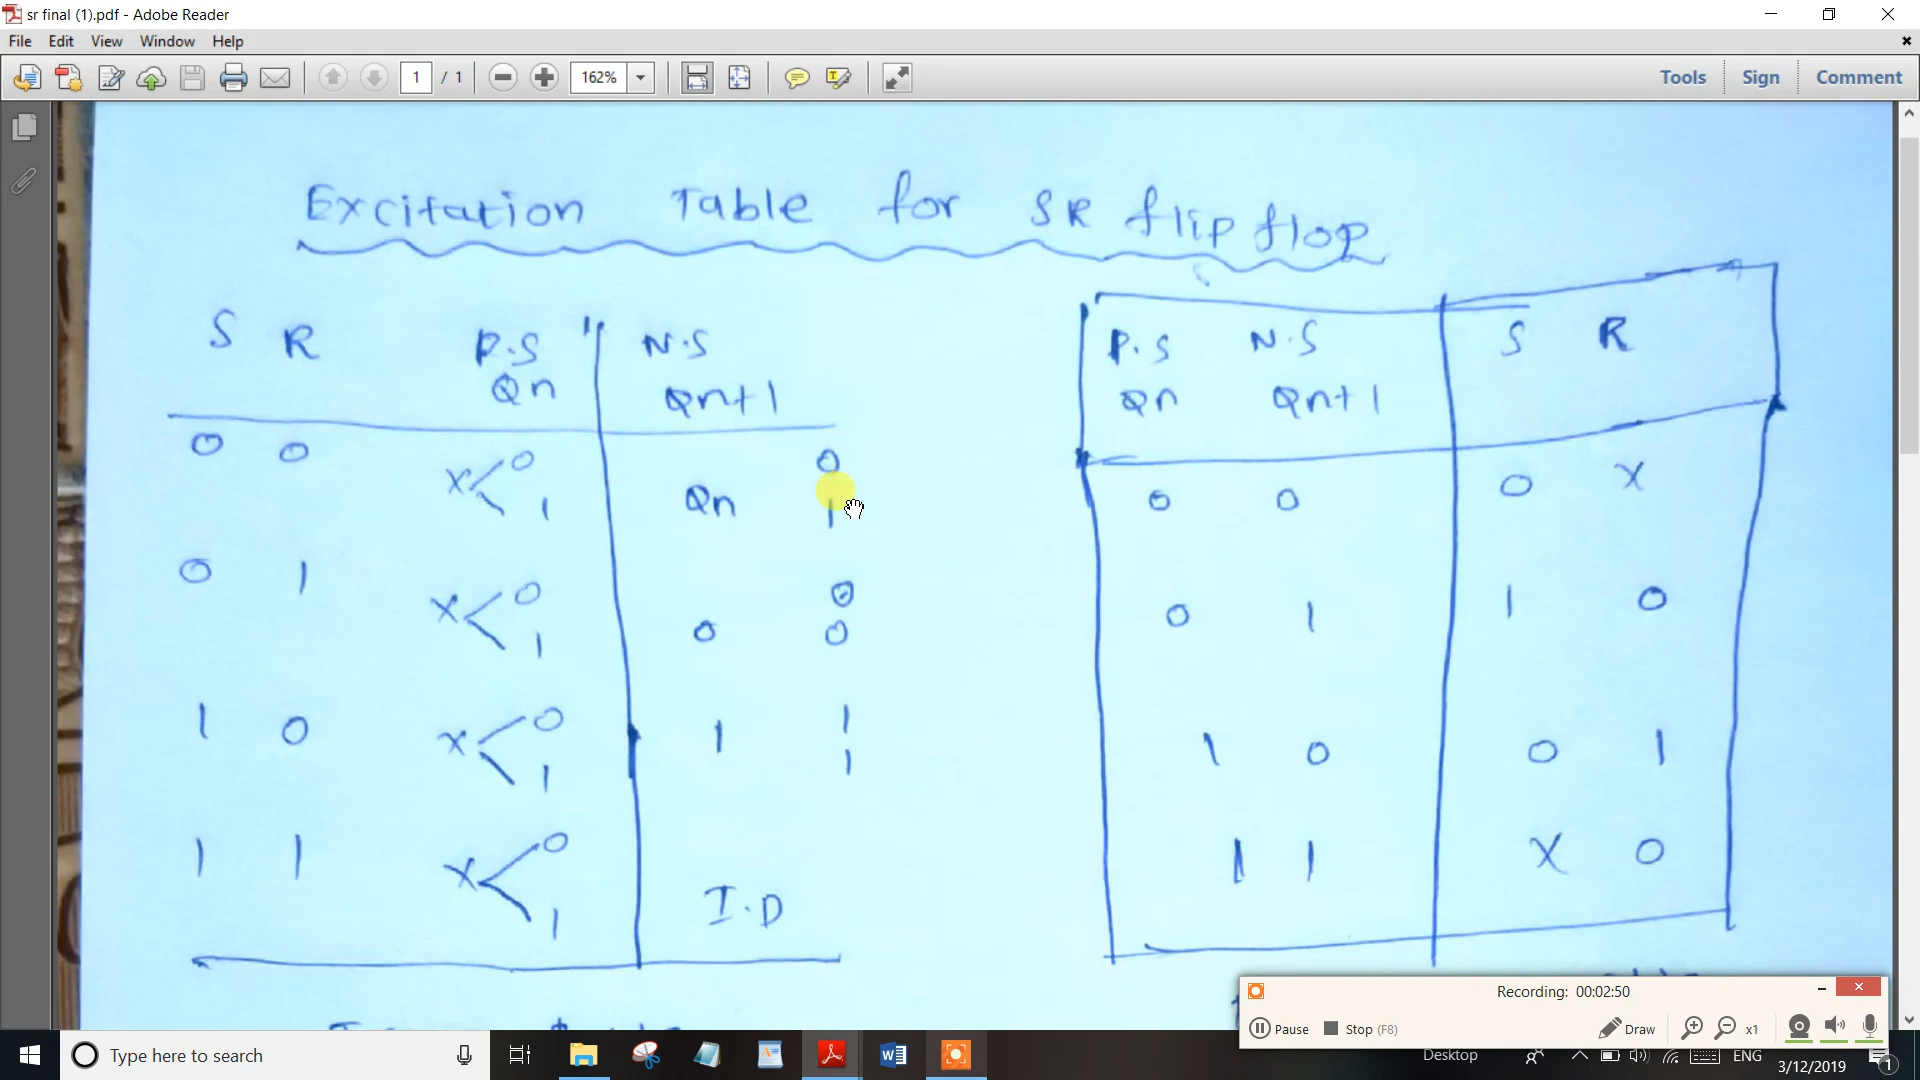 sr final (1).pdf - Adobe Reader
File Edit View Window Help
1 / 1 162% Tools Sign Comment
Excitation Table for SR flip flop
S R P.S N.S
Qn Qn+1
0 0 x 0 0
1 Qn 1
0 1 x 0 0
1 0 0
1 0 x 0 1
1 1 1
1 1 x 0
1 I.D
P.S N.S S R
Qn Qn+1
0 0 0 X
0 1 1 0
1 0 0 1
1 1 X 0
Recording: 00:02:50
Pause Stop (F8) Draw x1
Type here to search
Desktop ENG
3/12/2019
1